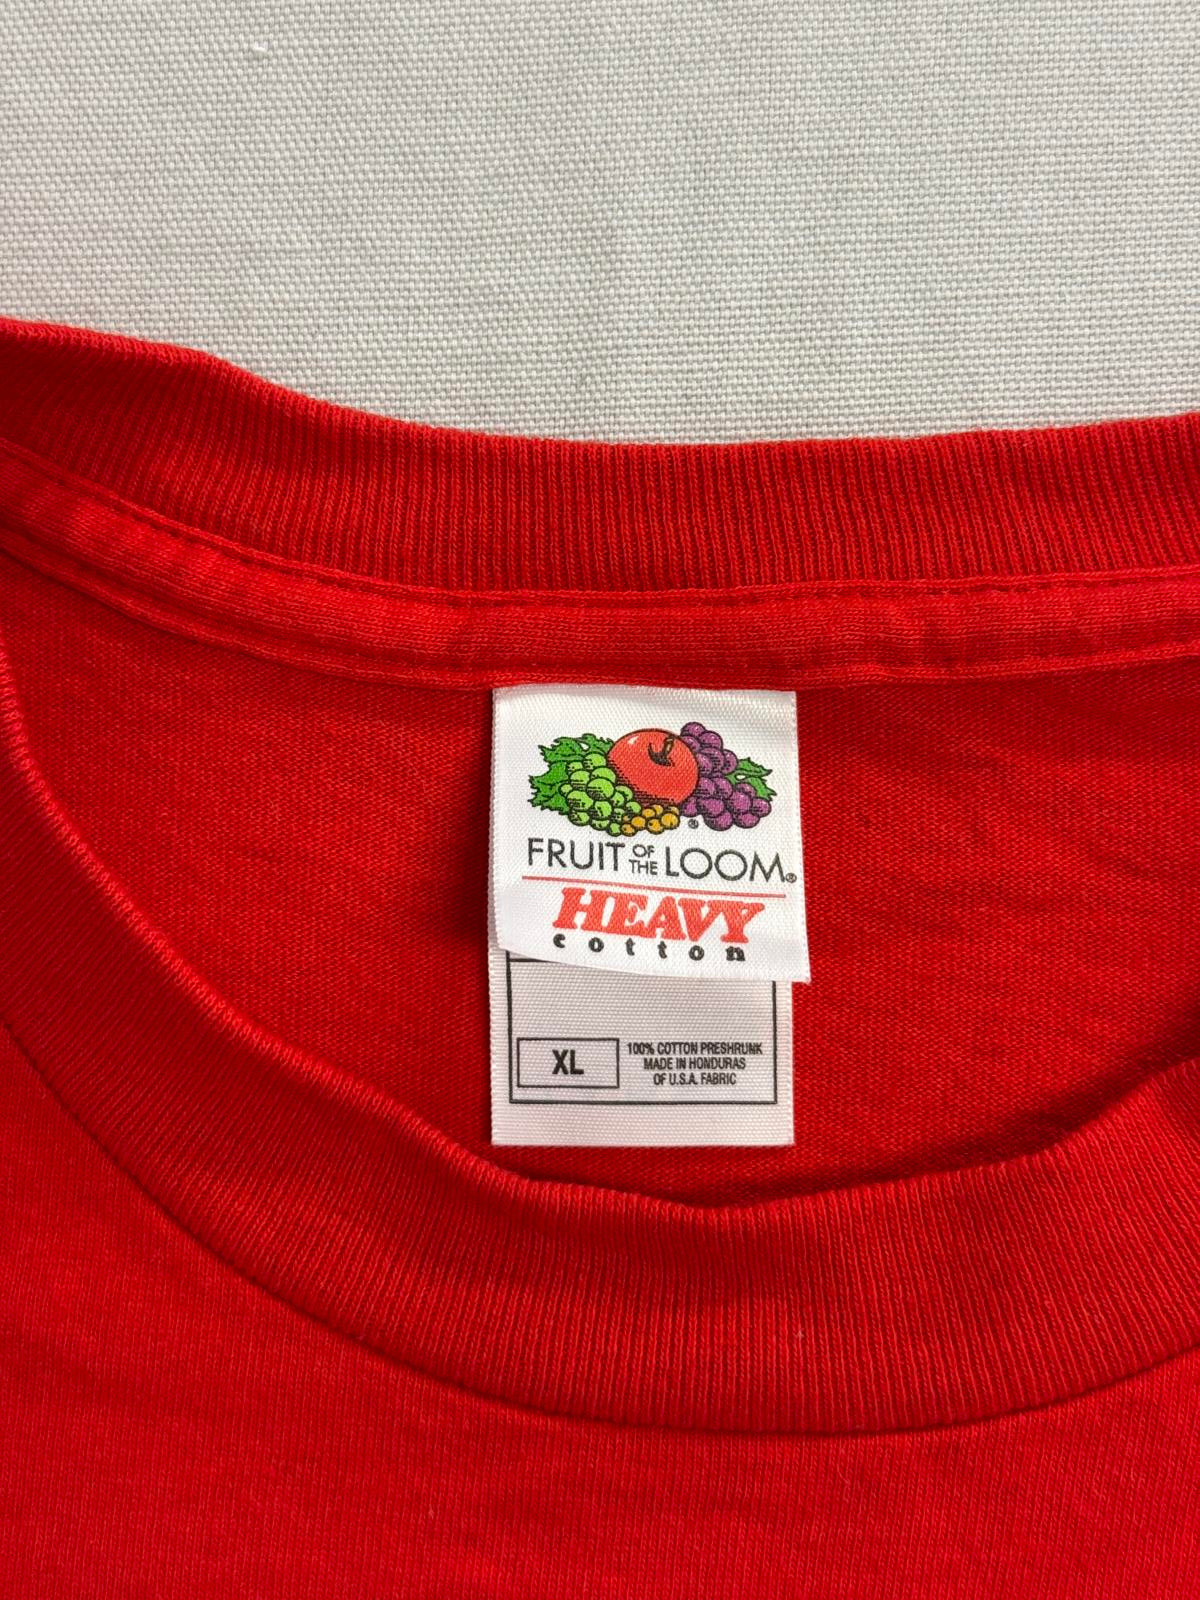 FRUIT OF THE LOOM®
HEAVY
cotton
XL
100% COTTON PRESHRUNK
MADE IN HONDURAS
OF U.S.A. FABRIC